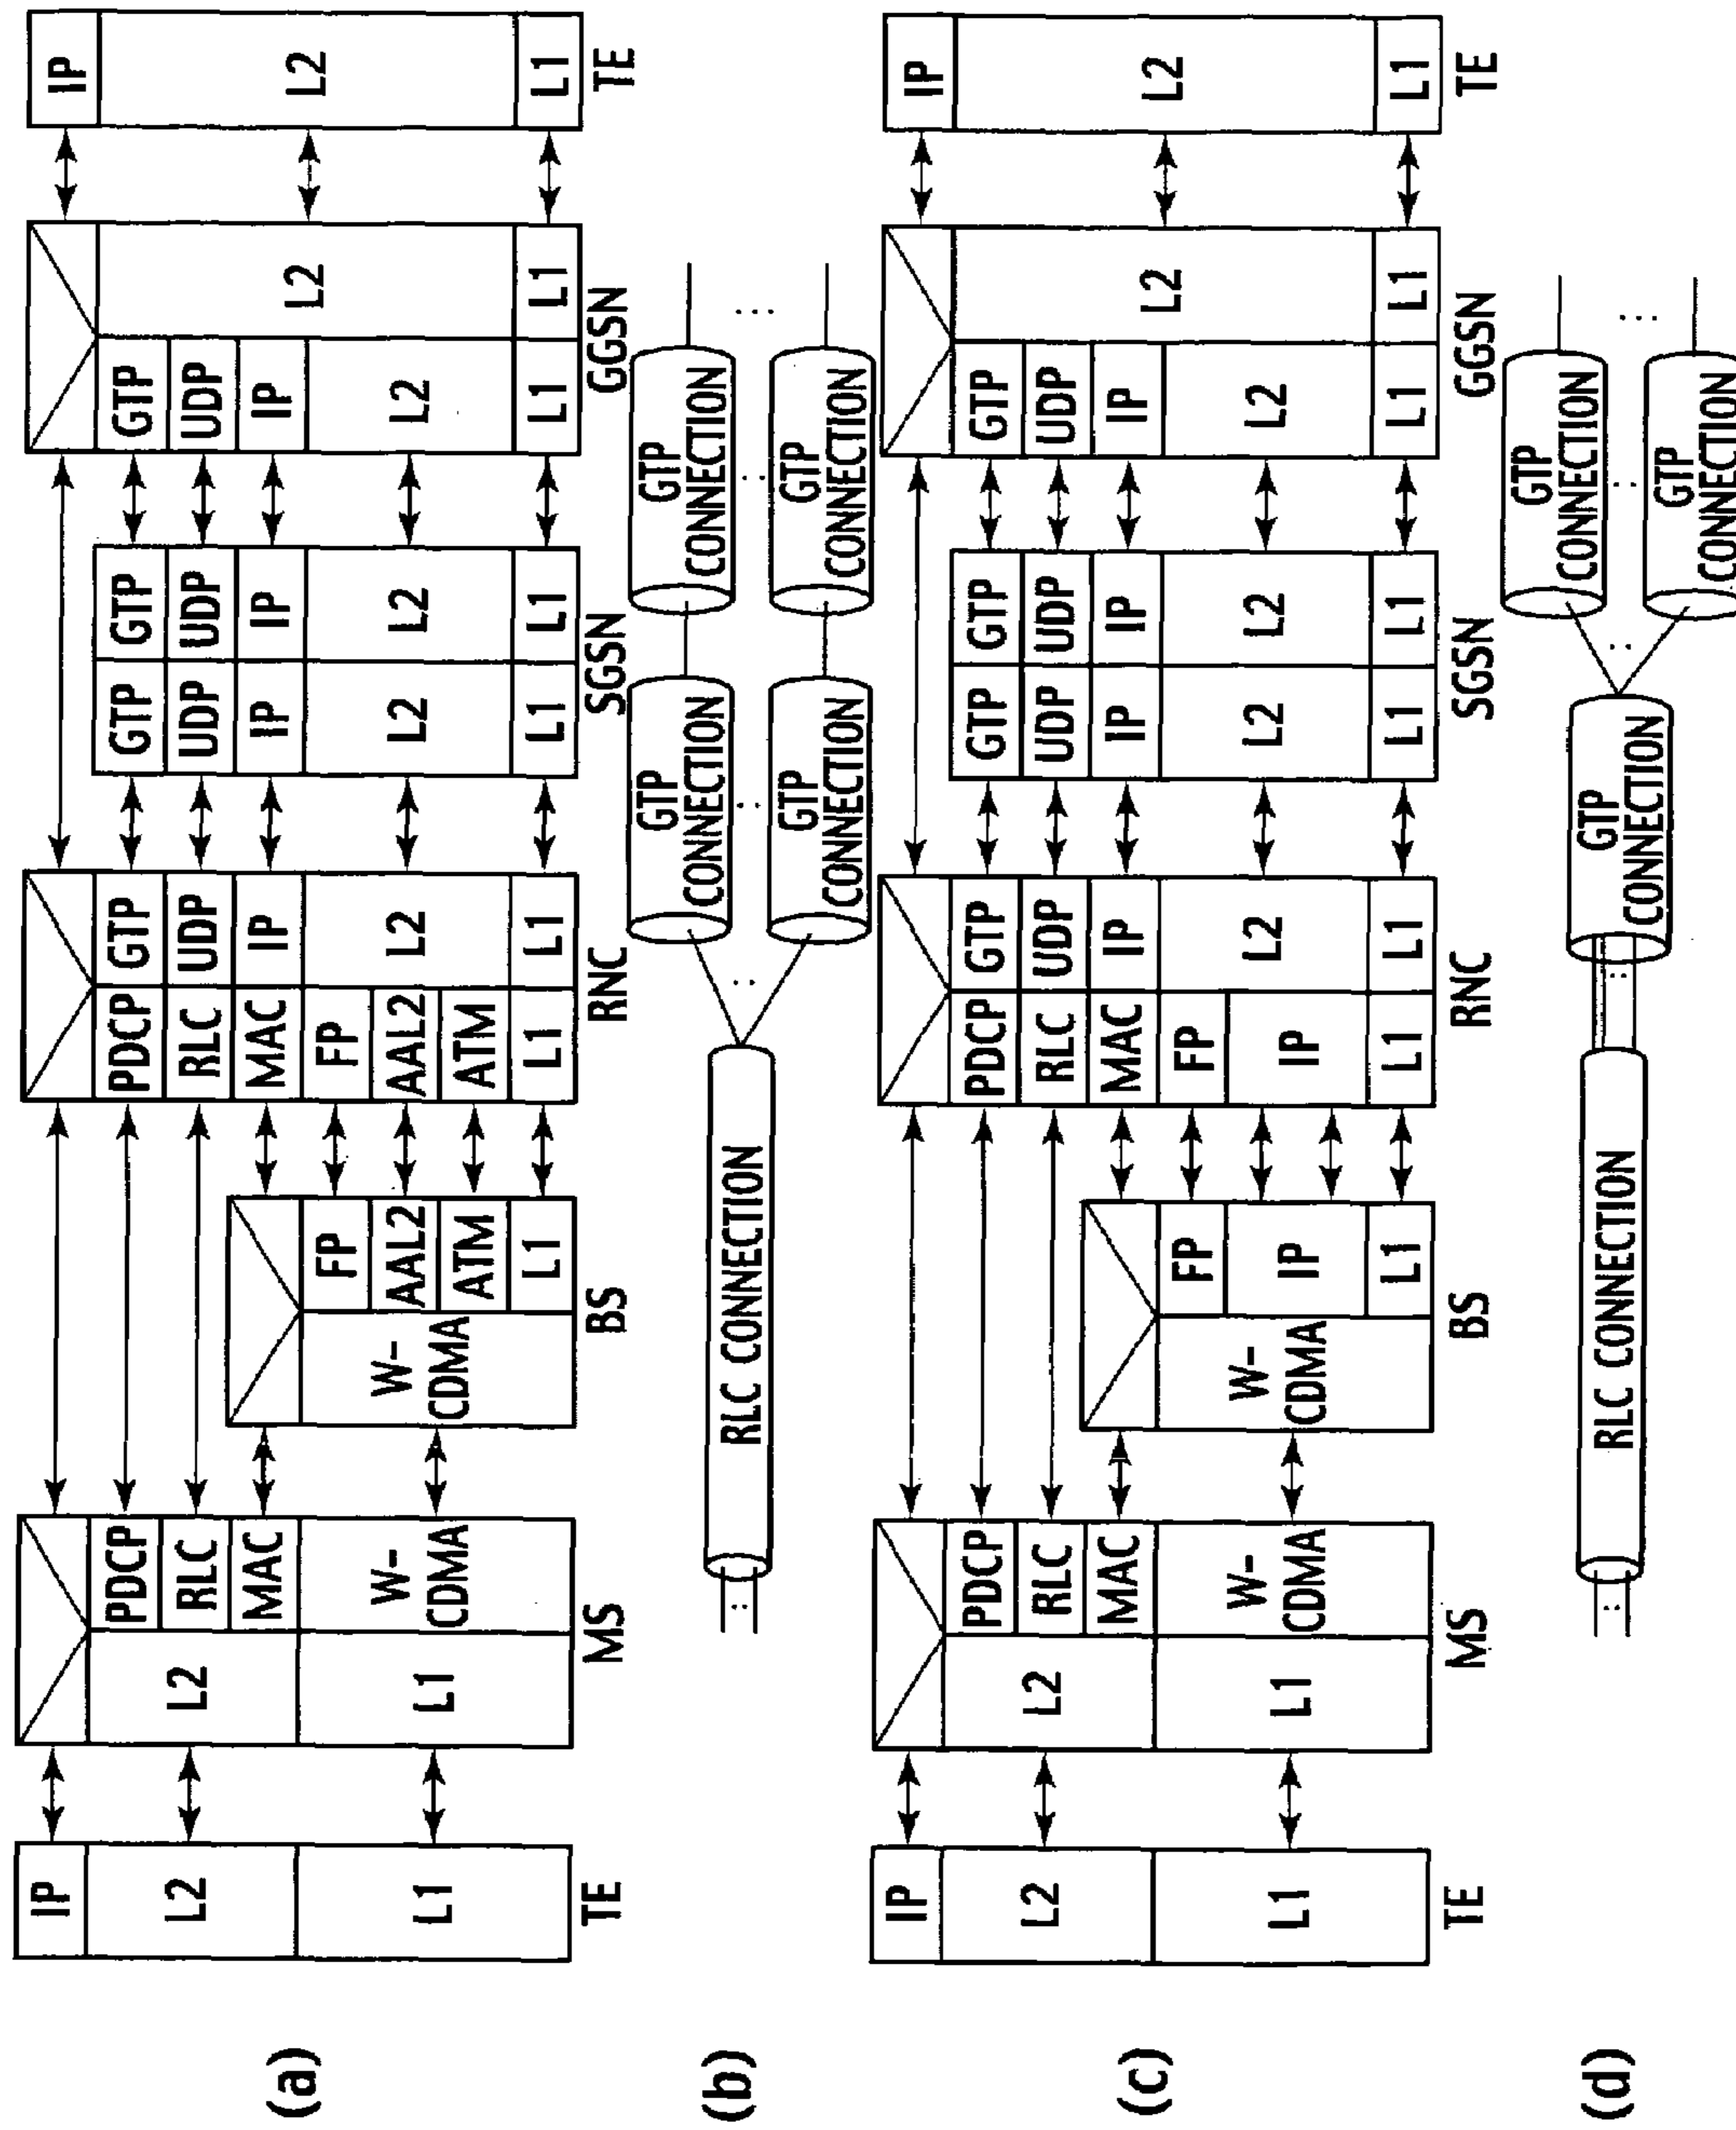 (a)
IP
L2
L1
TE
L2
L1
PDCP
RLC
MAC
W-
CDMA
MS
W-
CDMA
FP
AAL2
ATM
L1
BS
PDCP
RLC
MAC
FP
AAL2
ATM
L1
GTP
UDP
IP
L2
L1
RNC
GTP
UDP
IP
L2
L1
GTP
UDP
IP
L2
L1
SGSN
GTP
UDP
IP
L2
L1
L2
L1
GGSN
IP
L2
L1
TE
(b)
RLC CONNECTION
GTP
CONNECTION
GTP
CONNECTION
GTP
CONNECTION
GTP
CONNECTION
(c)
IP
L2
L1
TE
L2
L1
PDCP
RLC
MAC
W-
CDMA
MS
W-
CDMA
FP
IP
L1
BS
PDCP
RLC
MAC
FP
IP
L1
GTP
UDP
IP
L2
L1
RNC
GTP
UDP
IP
L2
L1
GTP
UDP
IP
L2
L1
SGSN
GTP
UDP
IP
L2
L1
L2
L1
GGSN
IP
L2
L1
TE
(d)
RLC CONNECTION
GTP
CONNECTION
GTP
CONNECTION
GTP
CONNECTION